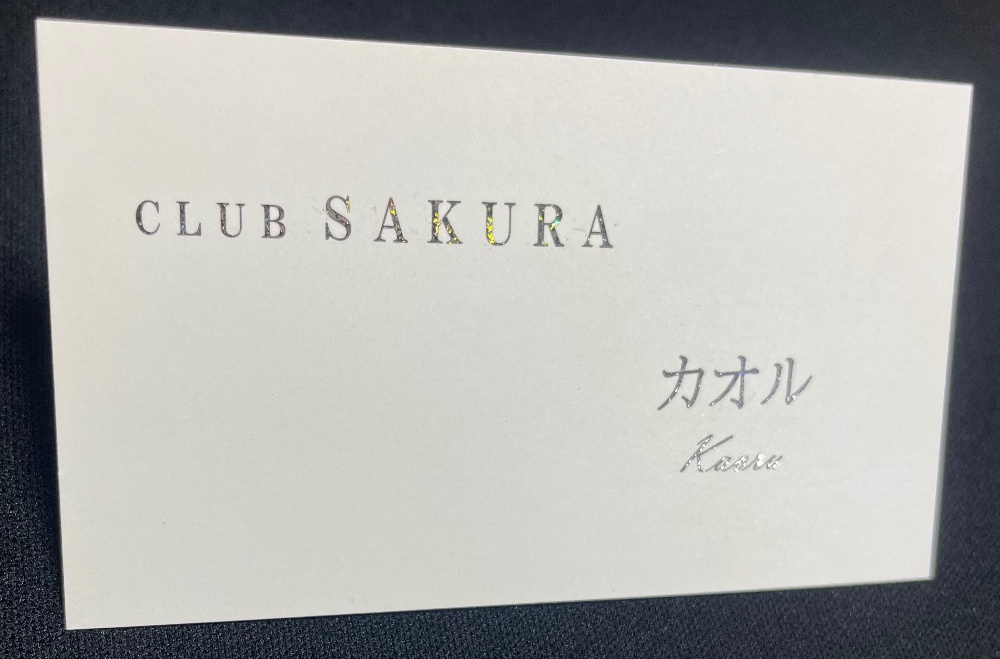 CLUB SAKURA
カオル
Kaoru